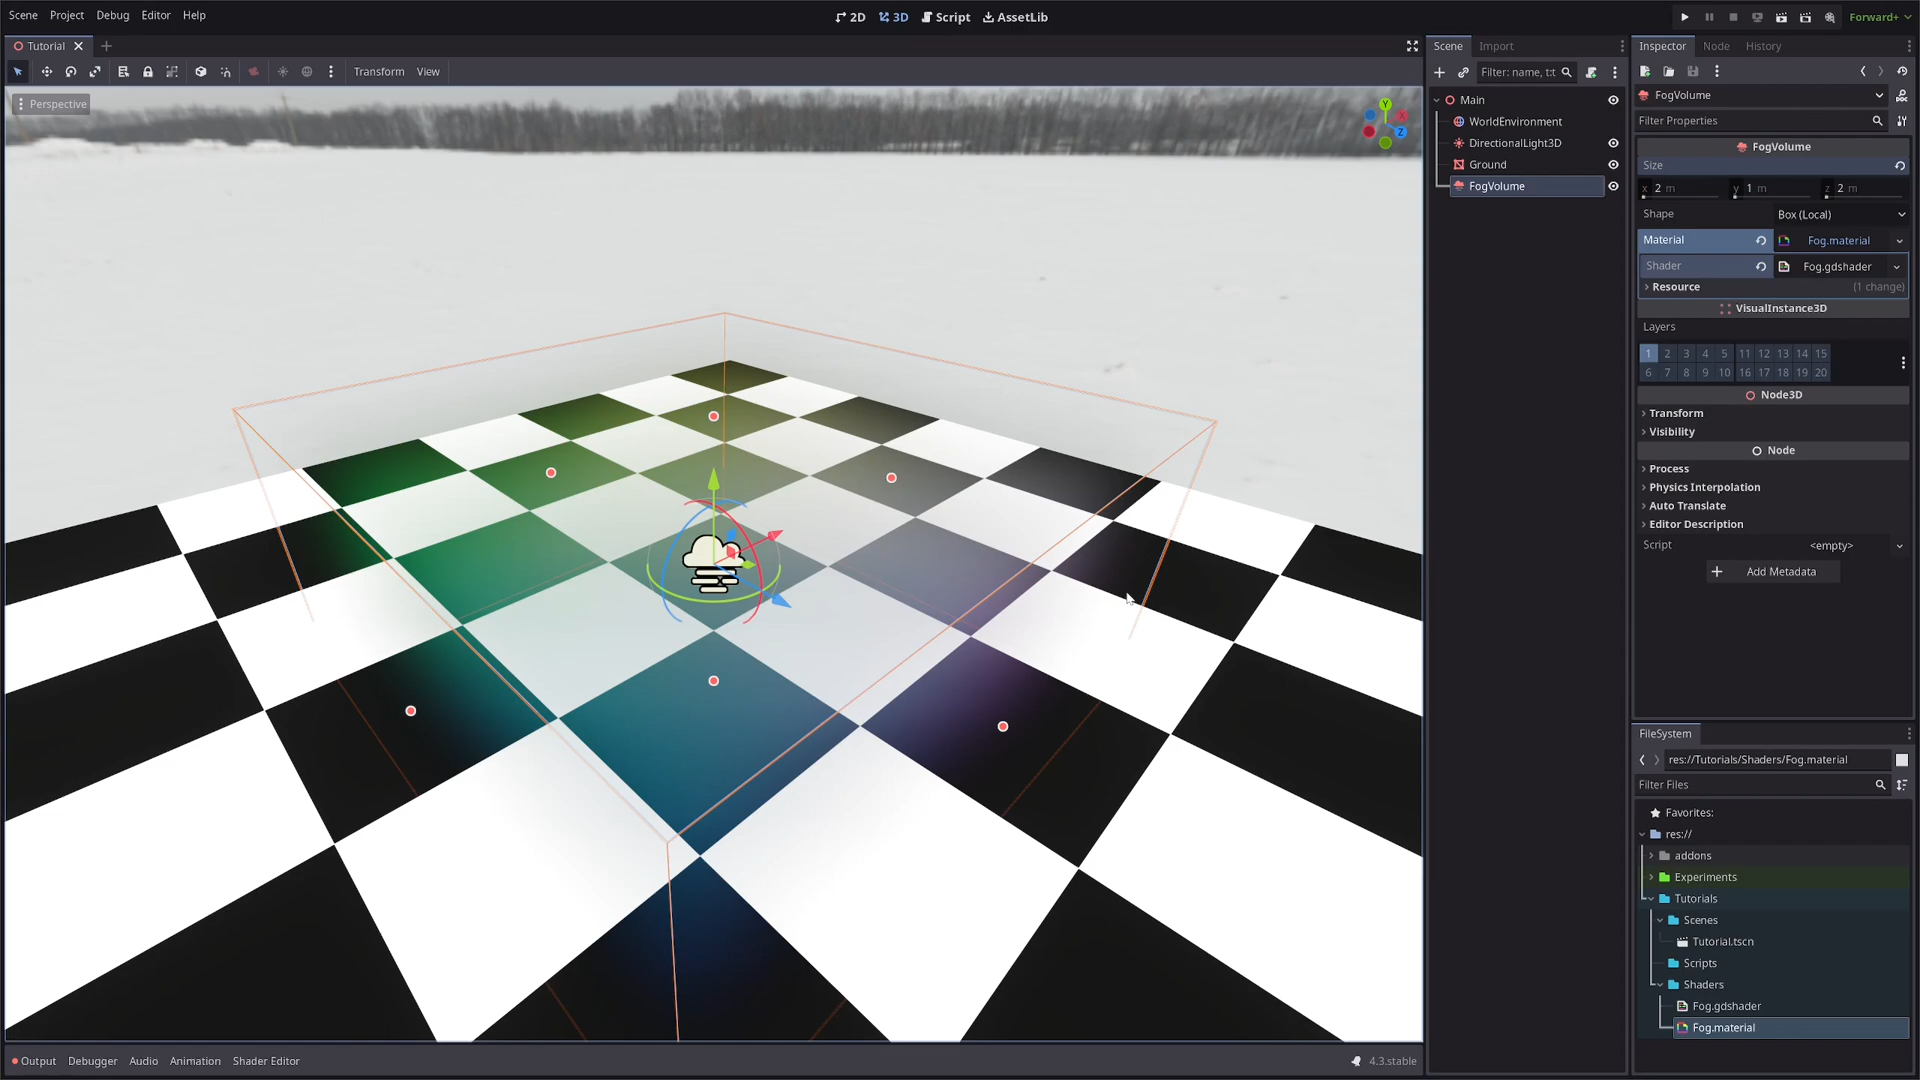 Scene Project Debug Editor Help
2D 3D Script AssetLib
Forward+
Tutorial
Transform View
Perspective
Y
X
Z
Scene Import
Filter: name, t:t
Main
WorldEnvironment
DirectionalLight3D
Ground
FogVolume
Inspector Node History
FogVolume
Filter Properties
FogVolume
Size
x 2 m y 1 m z 2 m
Shape Box (Local)
Material Fog.material
Shader Fog.gdshader
Resource (1 change)
VisualInstance3D
Layers
1 2 3 4 5 11 12 13 14 15
6 7 8 9 10 16 17 18 19 20
Node3D
Transform
Visibility
Node
Process
Physics Interpolation
Auto Translate
Editor Description
Script <empty>
Add Metadata
FileSystem
res://Tutorials/Shaders/Fog.material
Filter Files
Favorites:
res://
addons
Experiments
Tutorials
Scenes
Tutorial.tscn
Scripts
Shaders
Fog.gdshader
Fog.material
Output Debugger Audio Animation Shader Editor
4.3.stable